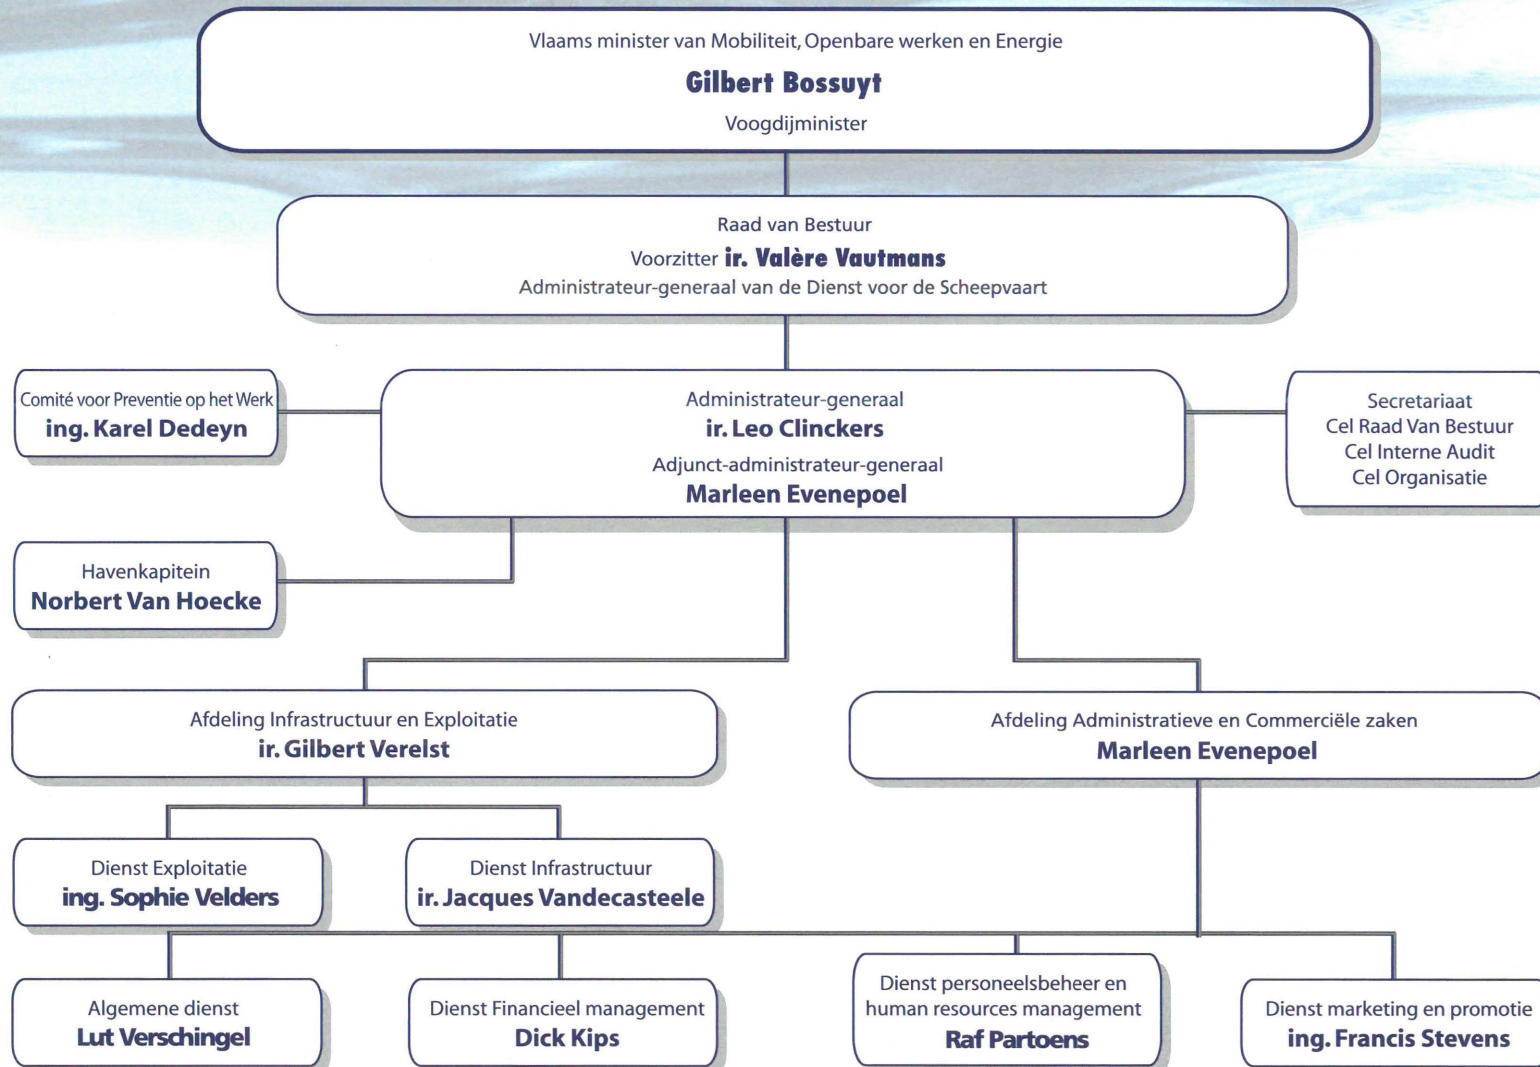 Vlaams minister van Mobiliteit, Openbare werken en Energie
Gilbert Bossuyt
Voogdijminister
Raad van Bestuur
Voorzitter ir. Valère Vautmans
Administrateur-generaal van de Dienst voor de Scheepvaart
Comité voor Preventie op het Werk
ing. Karel Dedeyn
Administrateur-generaal
ir. Leo Clinckers
Adjunct-administrateur-generaal
Marleen Evenepoel
Secretariaat
Cel Raad Van Bestuur
Cel Interne Audit
Cel Organisatie
Havenkapitein
Norbert Van Hoecke
Afdeling Infrastructuur en Exploitatie
ir. Gilbert Verelst
Afdeling Administratieve en Commerciële zaken
Marleen Evenepoel
Dienst Exploitatie
ing. Sophie Velders
Dienst Infrastructuur
ir. Jacques Vandecasteele
Algemene dienst
Lut Verschingel
Dienst Financieel management
Dick Kips
Dienst personeelsbeheer en
human resources management
Raf Partoens
Dienst marketing en promotie
ing. Francis Stevens